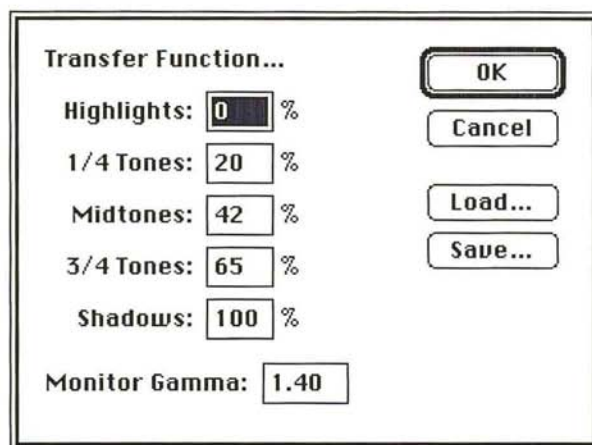 Transfer Function...
OK
Highlights: 0 %
Cancel
1/4 Tones: 20 %
Midtones: 42 %
Load...
3/4 Tones: 65 %
Save...
Shadows: 100 %
Monitor Gamma: 1.40